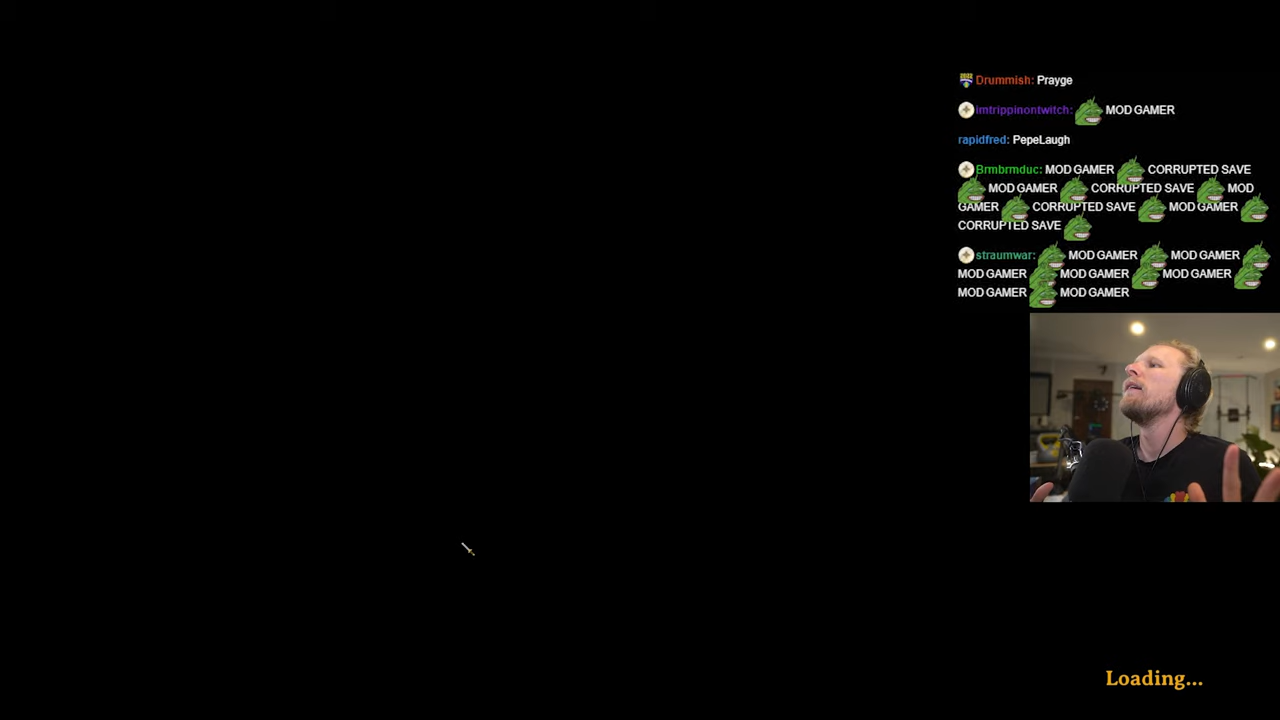 Drummish: Prayge
imtrippinontwitch: MOD GAMER
rapidfred: PepeLaugh
Brmbrmduc: MOD GAMER CORRUPTED SAVE
MOD GAMER CORRUPTED SAVE MOD
GAMER CORRUPTED SAVE MOD GAMER
CORRUPTED SAVE
straumwar: MOD GAMER MOD GAMER
MOD GAMER MOD GAMER MOD GAMER
MOD GAMER MOD GAMER
Loading...